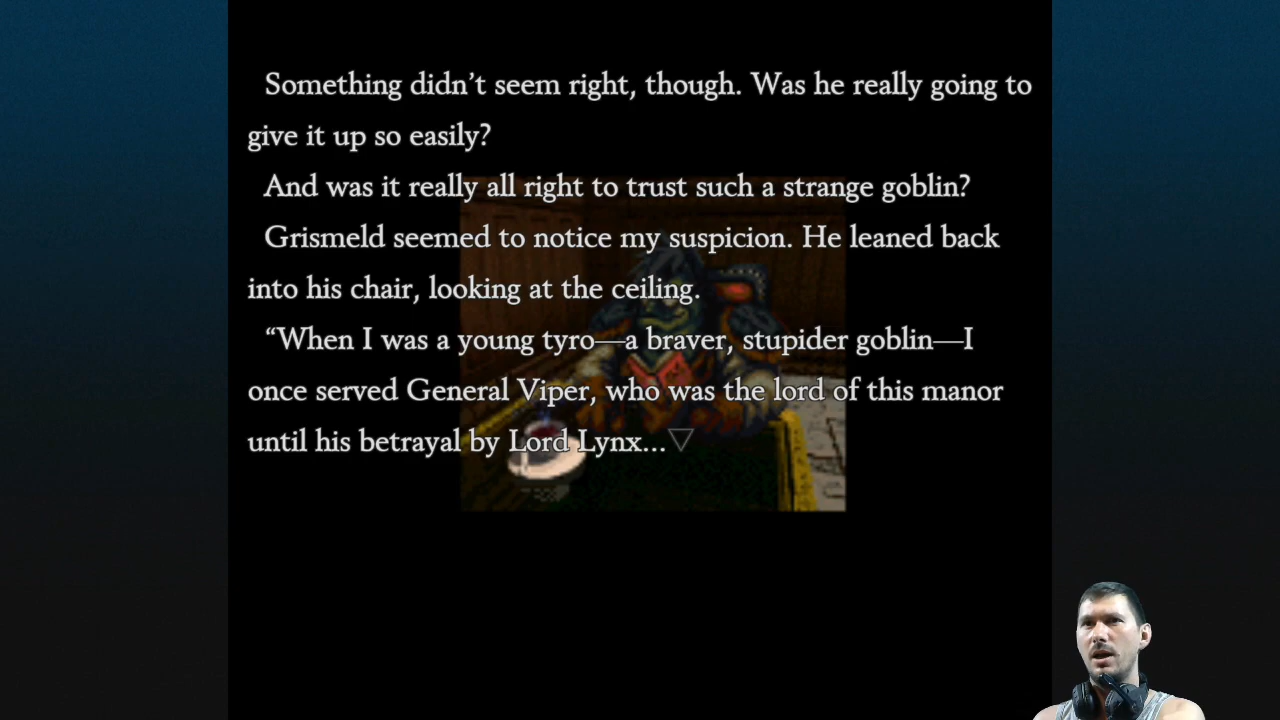 Something didn’t seem right, though. Was he really going to
give it up so easily?
And was it really all right to trust such a strange goblin?
Grismeld seemed to notice my suspicion. He leaned back
into his chair, looking at the ceiling.
“When I was a young tyro—a braver, stupider goblin—I
once served General Viper, who was the lord of this manor
until his betrayal by Lord Lynx...